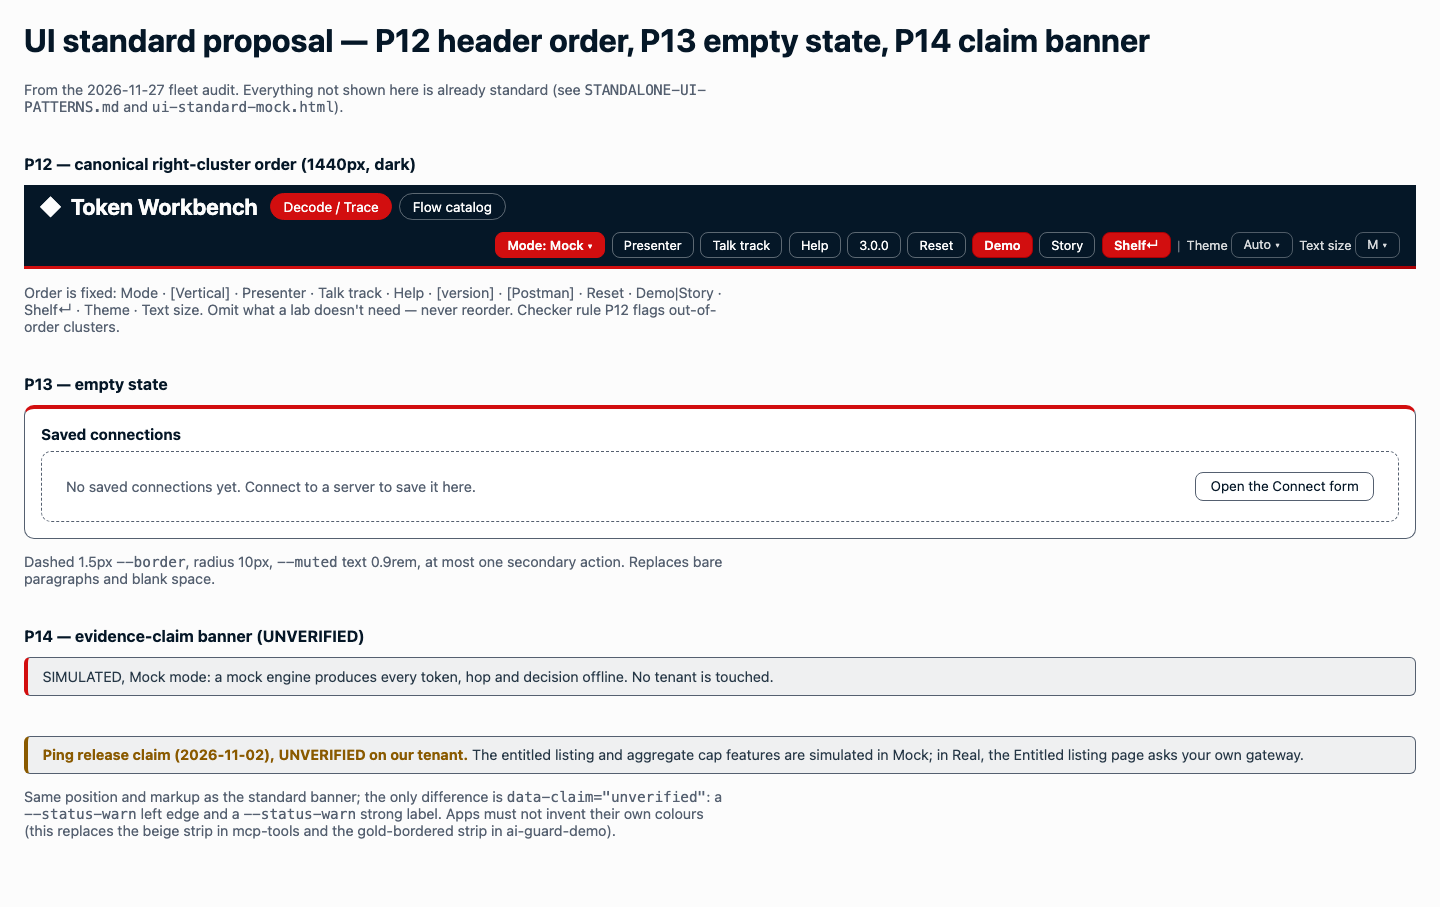 UI standard proposal — P12 header order, P13 empty state, P14 claim banner
From the 2026-11-27 fleet audit. Everything not shown here is already standard (see STANDALONE-UI-
PATTERNS.md and ui-standard-mock.html).
P12 — canonical right-cluster order (1440px, dark)
◆ Token Workbench Decode / Trace Flow catalog
Mode: Mock ▾ Presenter Talk track Help 3.0.0 Reset Demo Story Shelf↵ | Theme Auto ▾ Text size M ▾
Order is fixed: Mode · [Vertical] · Presenter · Talk track · Help · [version] · [Postman] · Reset · Demo|Story ·
Shelf↵ · Theme · Text size. Omit what a lab doesn't need — never reorder. Checker rule P12 flags out-of-
order clusters.
P13 — empty state
Saved connections
No saved connections yet. Connect to a server to save it here. Open the Connect form
Dashed 1.5px --border, radius 10px, --muted text 0.9rem, at most one secondary action. Replaces bare
paragraphs and blank space.
P14 — evidence-claim banner (UNVERIFIED)
SIMULATED, Mock mode: a mock engine produces every token, hop and decision offline. No tenant is touched.
Ping release claim (2026-11-02), UNVERIFIED on our tenant. The entitled listing and aggregate cap features are simulated in Mock; in Real, the Entitled listing page asks your own gateway.
Same position and markup as the standard banner; the only difference is data-claim="unverified": a
--status-warn left edge and a --status-warn strong label. Apps must not invent their own colours
(this replaces the beige strip in mcp-tools and the gold-bordered strip in ai-guard-demo).